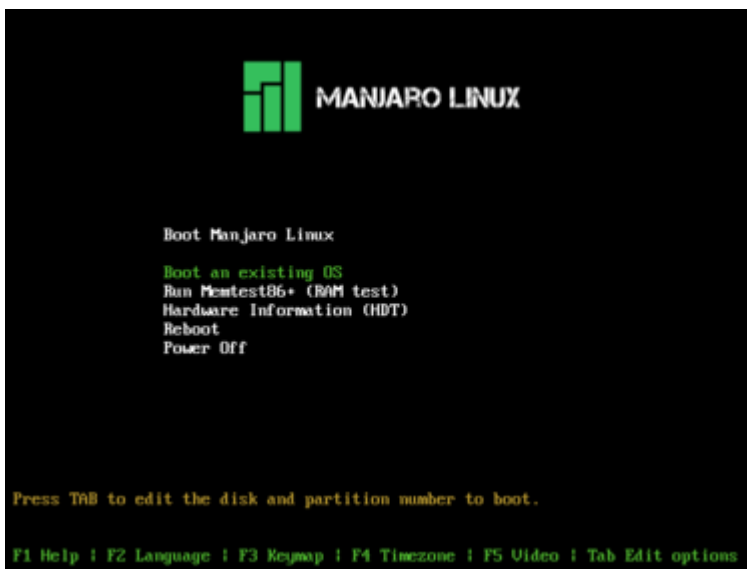 MANJARO LINUX
Boot Manjaro Linux
Boot an existing OS
Run Memtest86+ (RAM test)
Hardware Information (HDT)
Reboot
Power Off
Press TAB to edit the disk and partition number to boot.
F1 Help | F2 Language | F3 Keymap | F4 Timezone | F5 Video | Tab Edit options